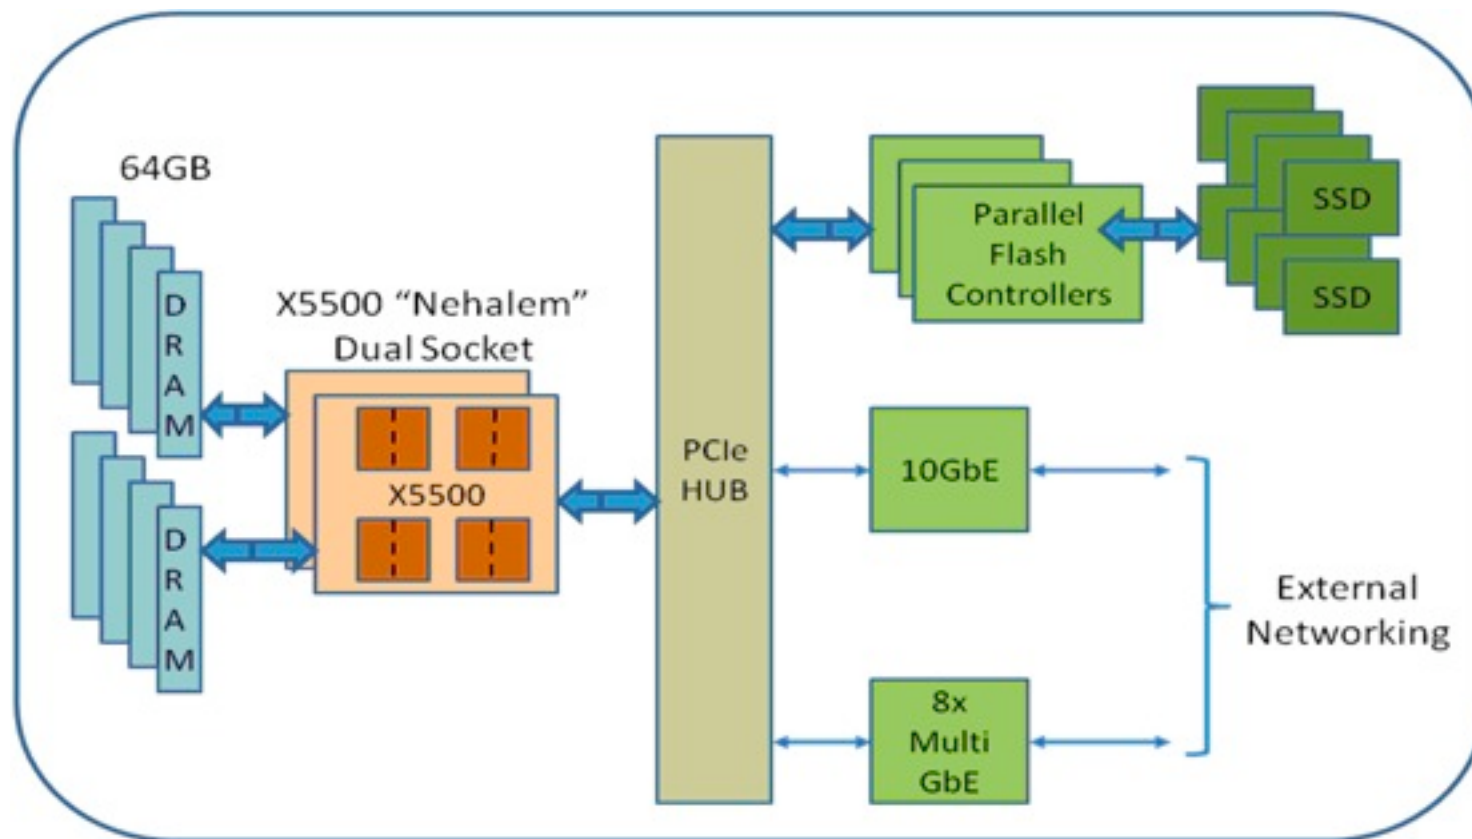 64GB
D
R
A
M
D
R
A
M
X5500 “Nehalem”
Dual Socket
X5500
PCIe
HUB
Parallel
Flash
Controllers
SSD
SSD
10GbE
8x
Multi
GbE
External
Networking